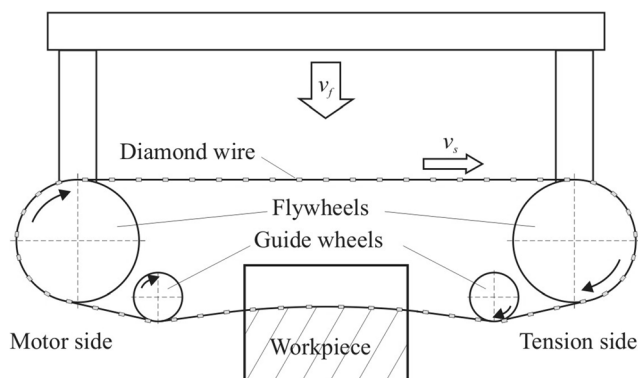 v_f
v_s
Diamond wire
Flywheels
Guide wheels
Motor side
Workpiece
Tension side